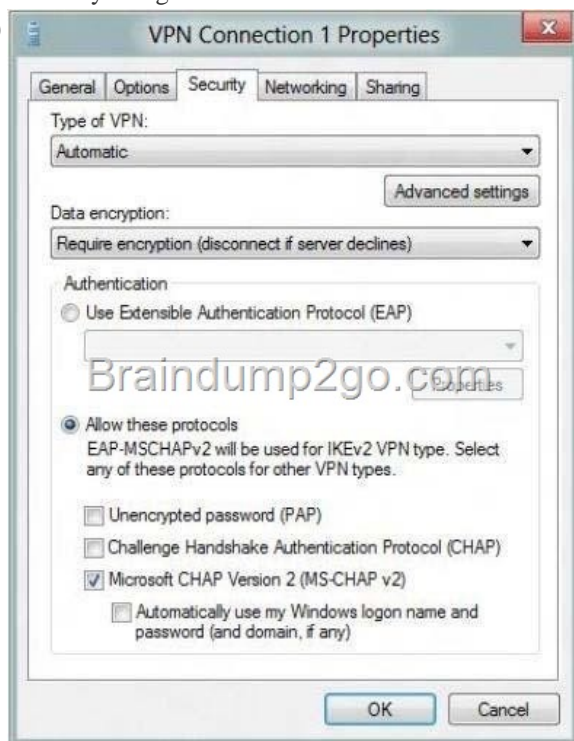 VPN Connection 1 Properties
General Options Security Networking Sharing
Type of VPN:
Automatic
Advanced settings
Data encryption:
Require encryption (disconnect if server declines)
Authentication
Use Extensible Authentication Protocol (EAP)
Braindump2go.com
Properties
Allow these protocols
EAP-MSCHAPv2 will be used for IKEv2 VPN type. Select
any of these protocols for other VPN types.
Unencrypted password (PAP)
Challenge Handshake Authentication Protocol (CHAP)
Microsoft CHAP Version 2 (MS-CHAP v2)
Automatically use my Windows logon name and
password (and domain, if any)
OK Cancel